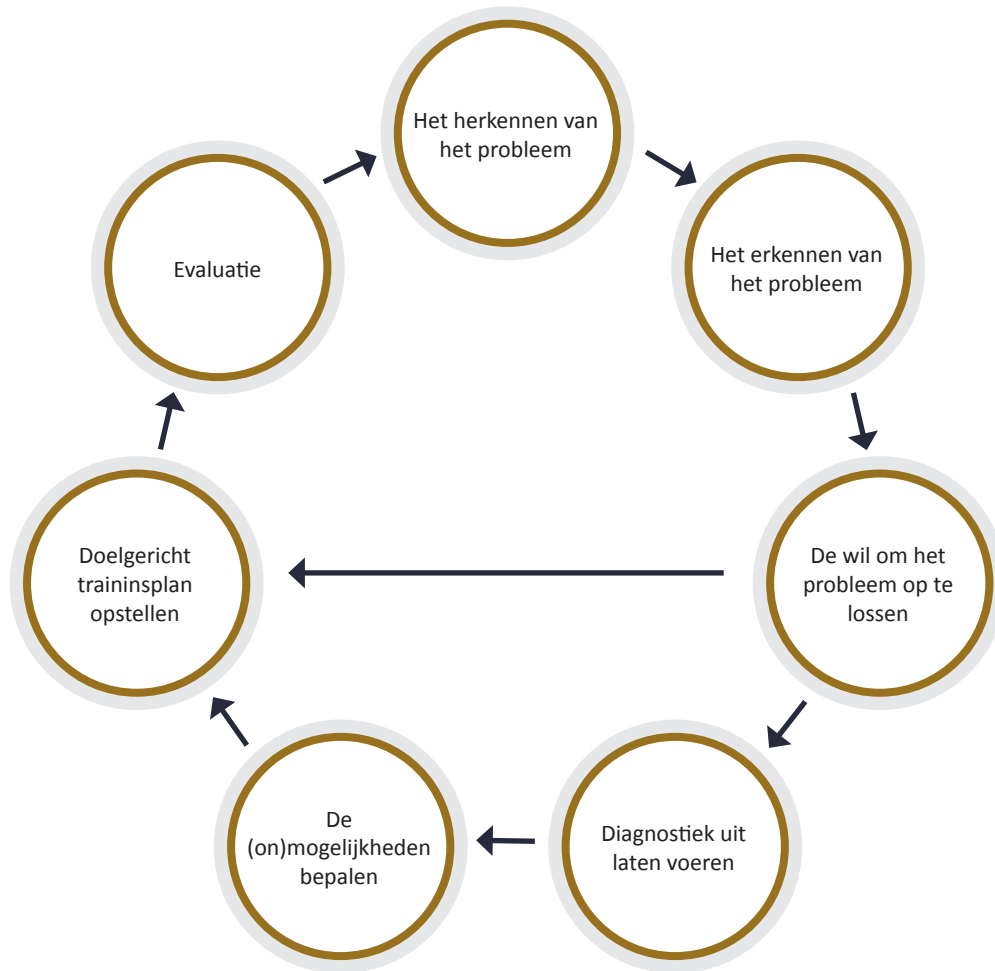 Het herkennen van
het probleem
Het erkennen van
het probleem
De wil om het
probleem op te
lossen
Diagnostiek uit
laten voeren
De
(on)mogelijkheden
bepalen
Doelgericht
traininsplan
opstellen
Evaluatie